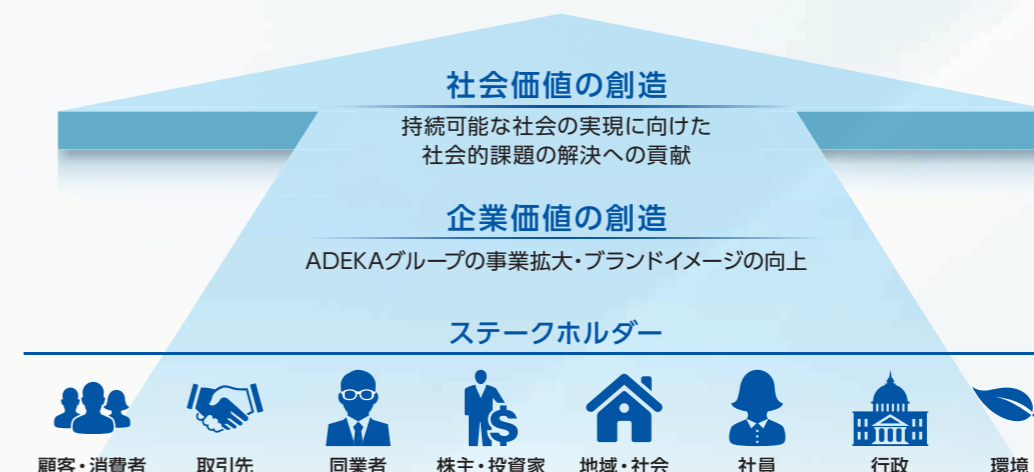 社会価値の創造
持続可能な社会の実現に向けた
社会的課題の解決への貢献
企業価値の創造
ADEKAグループの事業拡大・ブランドイメージの向上
ステークホルダー
顧客・消費者 取引先 同業者 株主・投資家 地域・社会 社員 行政 環境